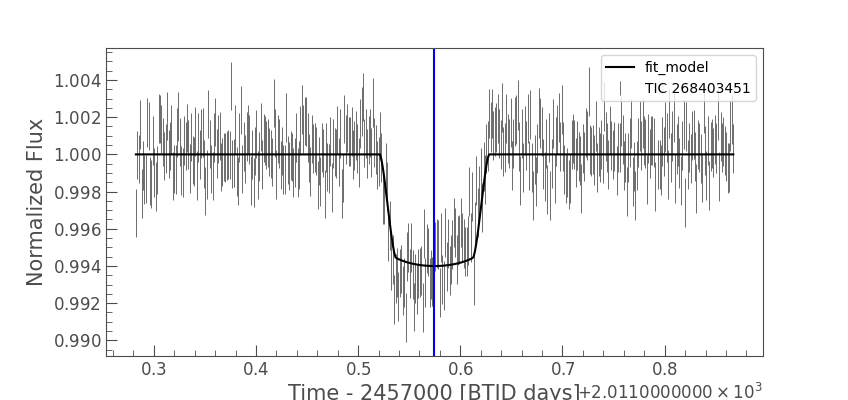 fit_model
TIC 268403451
1.004
1.002
1.000
0.998
0.996
0.994
0.992
0.990
Normalized Flux
0.3 0.4 0.5 0.6 0.7 0.8
Time - 2457000 [BTJD days]
+2.0110000000 × 10³